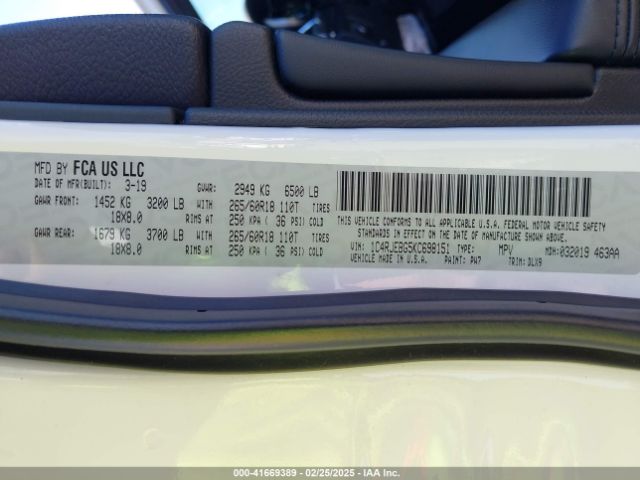 MFD BY FCA US LLC
DATE OF MFR(BUILT): 3-19 GVWR: 2949 KG 6500 LB
GAWR FRONT: 1452 KG 3200 LB WITH 265/60R18 110T TIRES
18X8.0 RIMS AT 250 KPA ( 36 PSI) COLD
GAWR REAR: 1679 KG 3700 LB WITH 265/60R18 110T TIRES
18X8.0 RIMS AT 250 KPA ( 36 PSI) COLD
THIS VEHICLE CONFORMS TO ALL APPLICABLE U.S.A. FEDERAL MOTOR VEHICLE SAFETY
STANDARDS IN EFFECT ON THE DATE OF MANUFACTURE SHOWN ABOVE.
VIN: 1C4RJEBG5KC698151 TYPE: MPV MDH:032019 463AA
VEHICLE MADE IN U.S.A. PAINT: PW7 TRIM: DLX9
000-41669389 | 02/25/2025 | IAA Inc.